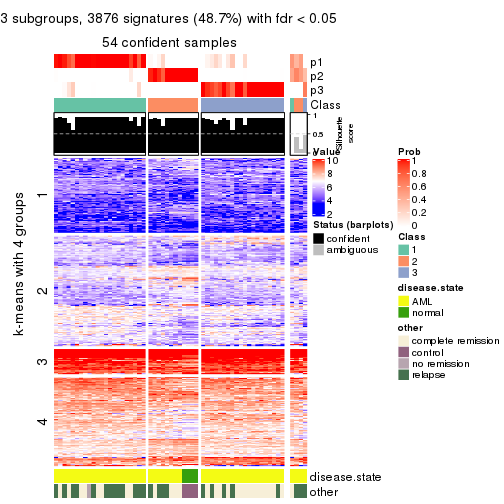 3 subgroups, 3876 signatures (48.7%) with fdr < 0.05
54 confident samples
p1
p2
p3
Class
1
0.5
0
Silhouette
score
k-means with 4 groups
1
2
3
4
disease.state
other
Value
10
8
6
4
2
Status (barplots)
confident
ambiguous
Prob
1
0.8
0.6
0.4
0.2
0
Class
1
2
3
disease.state
AML
normal
other
complete remission
control
no remission
relapse